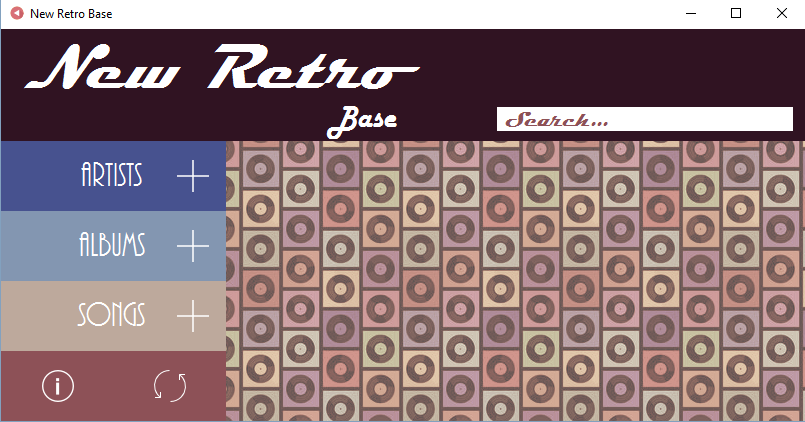 New Retro Base
New Retro
Base
Search...
ARTISTS
ALBUMS
SONGS